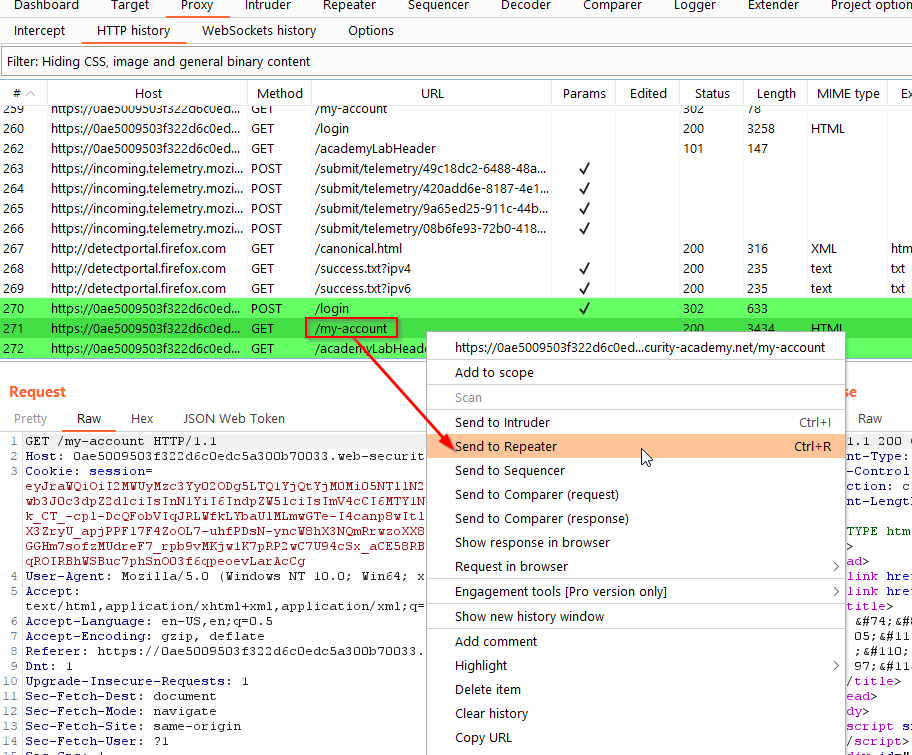 Dashboard Target Proxy Intruder Repeater Sequencer Decoder Comparer Logger Extender Project option
Intercept HTTP history WebSockets history Options
Filter: Hiding CSS, image and general binary content
# Host Method URL Params Edited Status Length MIME type Ex
259 https://0ae5009503f322d6c0ed... GET /my-account 302 78
260 https://0ae5009503f322d6c0ed... GET /login 200 3258 HTML
262 https://0ae5009503f322d6c0ed... GET /academyLabHeader 101 147
263 https://incoming.telemetry.mozi... POST /submit/telemetry/49c18dc2-6488-48a... ✓
264 https://incoming.telemetry.mozi... POST /submit/telemetry/420add6e-8187-4e1... ✓
265 https://incoming.telemetry.mozi... POST /submit/telemetry/9a65ed25-911c-44b... ✓
266 https://incoming.telemetry.mozi... POST /submit/telemetry/08b6fe93-72b0-418... ✓
267 http://detectportal.firefox.com GET /canonical.html 200 316 XML htm
268 http://detectportal.firefox.com GET /success.txt?ipv4 ✓ 200 235 text txt
269 http://detectportal.firefox.com GET /success.txt?ipv6 ✓ 200 235 text txt
270 https://0ae5009503f322d6c0ed... POST /login ✓ 302 633
271 https://0ae5009503f322d6c0ed... GET /my-account 200 3434 HTML
272 https://0ae5009503f322d6c0ed... GET /academyLabHeade
https://0ae5009503f322d6c0ed...curity-academy.net/my-account
Add to scope
Scan
Send to Intruder Ctrl+I
Send to Repeater Ctrl+R
Send to Sequencer
Send to Comparer (request)
Send to Comparer (response)
Show response in browser
Request in browser
Engagement tools [Pro version only]
Show new history window
Add comment
Highlight
Delete item
Clear history
Copy URL
Request
Pretty Raw Hex JSON Web Token
1 GET /my-account HTTP/1.1
2 Host: 0ae5009503f322d6c0edc5a300b70033.web-securit
3 Cookie: session=
eyJraWQiOiI2MWUyMzc3Yy02ODg5LTQ1YjQtYjM0Mi05NTllN2
wb3J0c3dpZ2dlciIsInN1YiI6IndpZW5lciIsImV4cCI6MTY1N
k_CT_-cpl-DcQFobVIqJRLWfkLYbaUlMLmwGTe-I4canp8wItl
X3ZryU_apjPPFl7F4ZoOL7-uhfPDsN-yncW8hX3NQmRrwzoXX8
GGHm7sofzMUdreF7_rpb9vMKjw1K7pRP2wC7U94cSx_aCE58RB
qROIRBhWSBuc7phSnOO3f6qpeoevLarAcCg
4 User-Agent: Mozilla/5.0 (Windows NT 10.0; Win64; x
5 Accept:
text/html,application/xhtml+xml,application/xml;q=
6 Accept-Language: en-US,en;q=0.5
7 Accept-Encoding: gzip, deflate
8 Referer: https://0ae5009503f322d6c0edc5a300b70033.
9 Dnt: 1
10 Upgrade-Insecure-Requests: 1
11 Sec-Fetch-Dest: document
12 Sec-Fetch-Mode: navigate
13 Sec-Fetch-Site: same-origin
14 Sec-Fetch-User: ?1
se
Raw
1.1 200 
nt-Type:
-Control
ction: c
nt-Lengt
TYPE htm
>
ad>
link hre
link hre
title>
&#74;&
05;&#11
;&#110;
97;&#11
/title>
ead>
dy>
script s
/script>